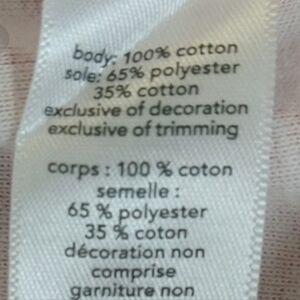 body: 100% cotton
sole: 65% polyester
35% cotton
exclusive of decoration
exclusive of trimming
corps : 100 % coton
semelle :
65 % polyester
35 % coton
décoration non
comprise
garniture non